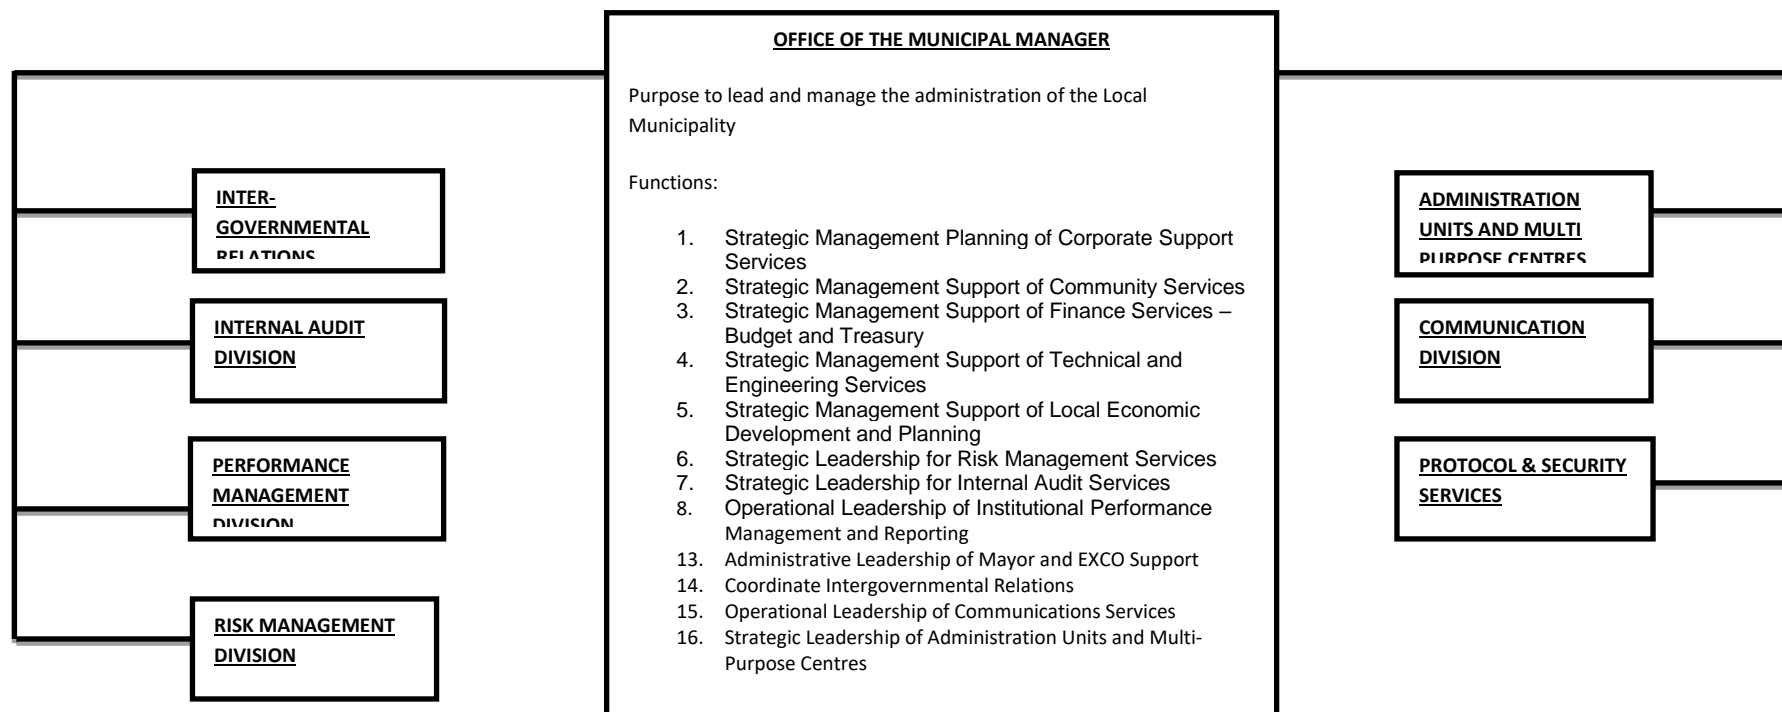 OFFICE OF THE MUNICIPAL MANAGER
Purpose to lead and manage the administration of the Local
Municipality
Functions:
1. Strategic Management Planning of Corporate Support
Services
2. Strategic Management Support of Community Services
3. Strategic Management Support of Finance Services –
Budget and Treasury
4. Strategic Management Support of Technical and
Engineering Services
5. Strategic Management Support of Local Economic
Development and Planning
6. Strategic Leadership for Risk Management Services
7. Strategic Leadership for Internal Audit Services
8. Operational Leadership of Institutional Performance
Management and Reporting
13. Administrative Leadership of Mayor and EXCO Support
14. Coordinate Intergovernmental Relations
15. Operational Leadership of Communications Services
16. Strategic Leadership of Administration Units and Multi-
Purpose Centres
INTER-
GOVERNMENTAL
RELATIONS
INTERNAL AUDIT
DIVISION
PERFORMANCE
MANAGEMENT
DIVISION
RISK MANAGEMENT
DIVISION
ADMINISTRATION
UNITS AND MULTI
PURPOSE CENTRES
COMMUNICATION
DIVISION
PROTOCOL & SECURITY
SERVICES